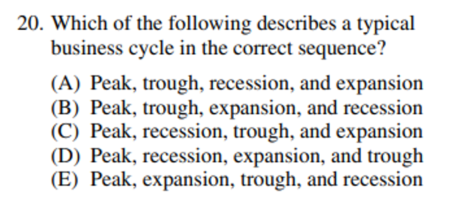 20. Which of the following describes a typical
business cycle in the correct sequence?
(A) Peak, trough, recession, and expansion
(B) Peak, trough, expansion, and recession
(C) Peak, recession, trough, and expansion
(D) Peak, recession, expansion, and trough
(E) Peak, expansion, trough, and recession